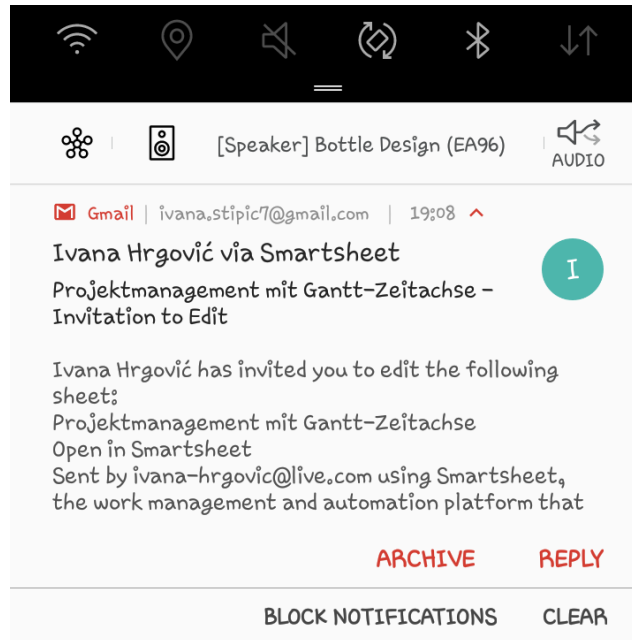 [Speaker] Bottle Design (EA96)
AUDIO
Gmail | ivana.stipic7@gmail.com | 19:08
Ivana Hrgović via Smartsheet
I
Projektmanagement mit Gantt-Zeitachse -
Invitation to Edit
Ivana Hrgović has invited you to edit the following
sheet:
Projektmanagement mit Gantt-Zeitachse
Open in Smartsheet
Sent by ivana-hrgovic@live.com using Smartsheet,
the work management and automation platform that
ARCHIVE REPLY
BLOCK NOTIFICATIONS CLEAR